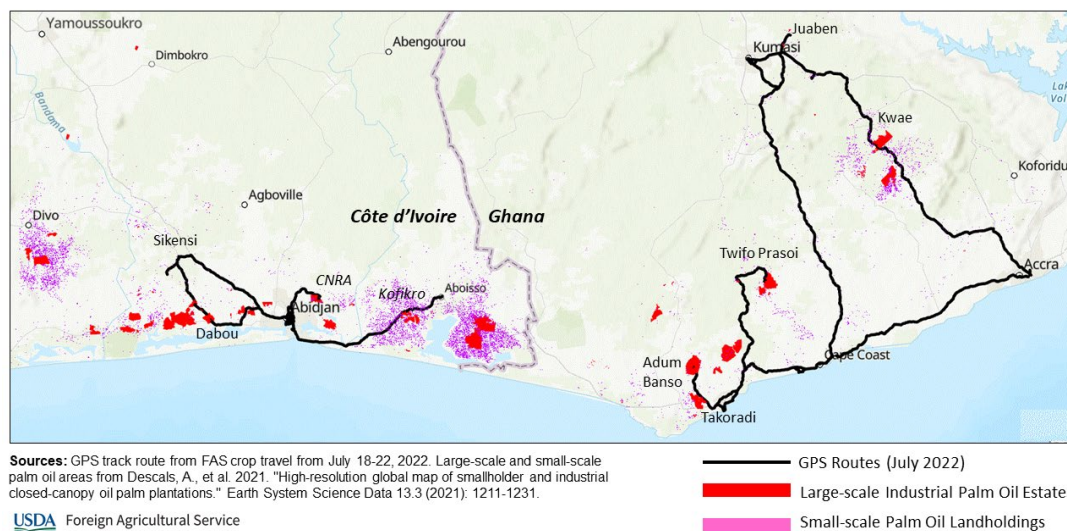 Yamoussoukro
Dimbokro
Abengourou
Juaben
Kumasi
Bandama
Lake
Vol
Kwae
Koforidu
Agboville
Divo
Côte d’Ivoire
Ghana
Sikensi
Twifo Prasoi
Accra
CNRA
Kofikro
Aboisso
Abidjan
Dabou
Adum
Banso
Cape Coast
Takoradi
Sources: GPS track route from FAS crop travel from July 18-22, 2022. Large-scale and small-scale
palm oil areas from Descals, A., et al. 2021. "High-resolution global map of smallholder and industrial
closed-canopy oil palm plantations." Earth System Science Data 13.3 (2021): 1211-1231.
USDA Foreign Agricultural Service
GPS Routes (July 2022)
Large-scale Industrial Palm Oil Estate
Small-scale Palm Oil Landholdings